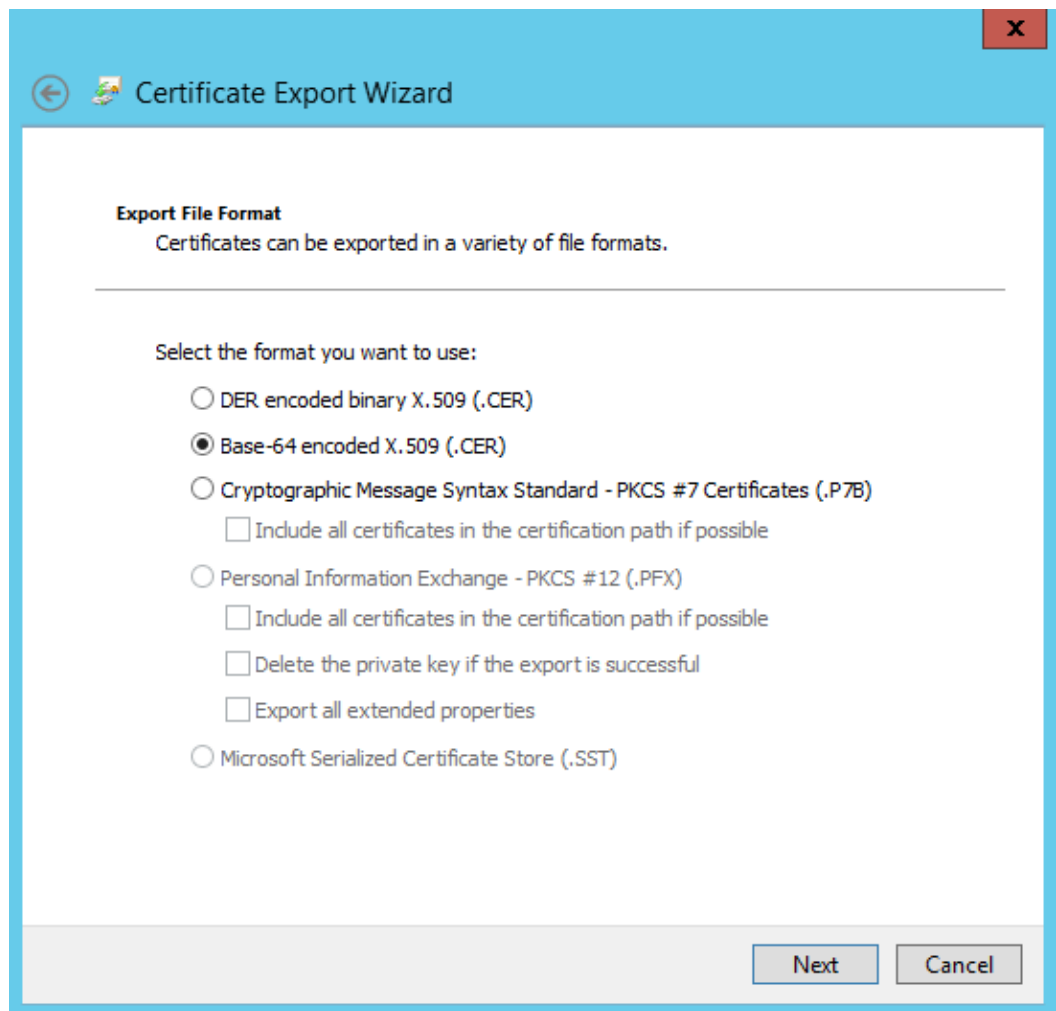 x
Certificate Export Wizard
Export File Format
Certificates can be exported in a variety of file formats.
Select the format you want to use:
DER encoded binary X.509 (.CER)
Base-64 encoded X.509 (.CER)
Cryptographic Message Syntax Standard - PKCS #7 Certificates (.P7B)
Include all certificates in the certification path if possible
Personal Information Exchange - PKCS #12 (.PFX)
Include all certificates in the certification path if possible
Delete the private key if the export is successful
Export all extended properties
Microsoft Serialized Certificate Store (.SST)
Next Cancel